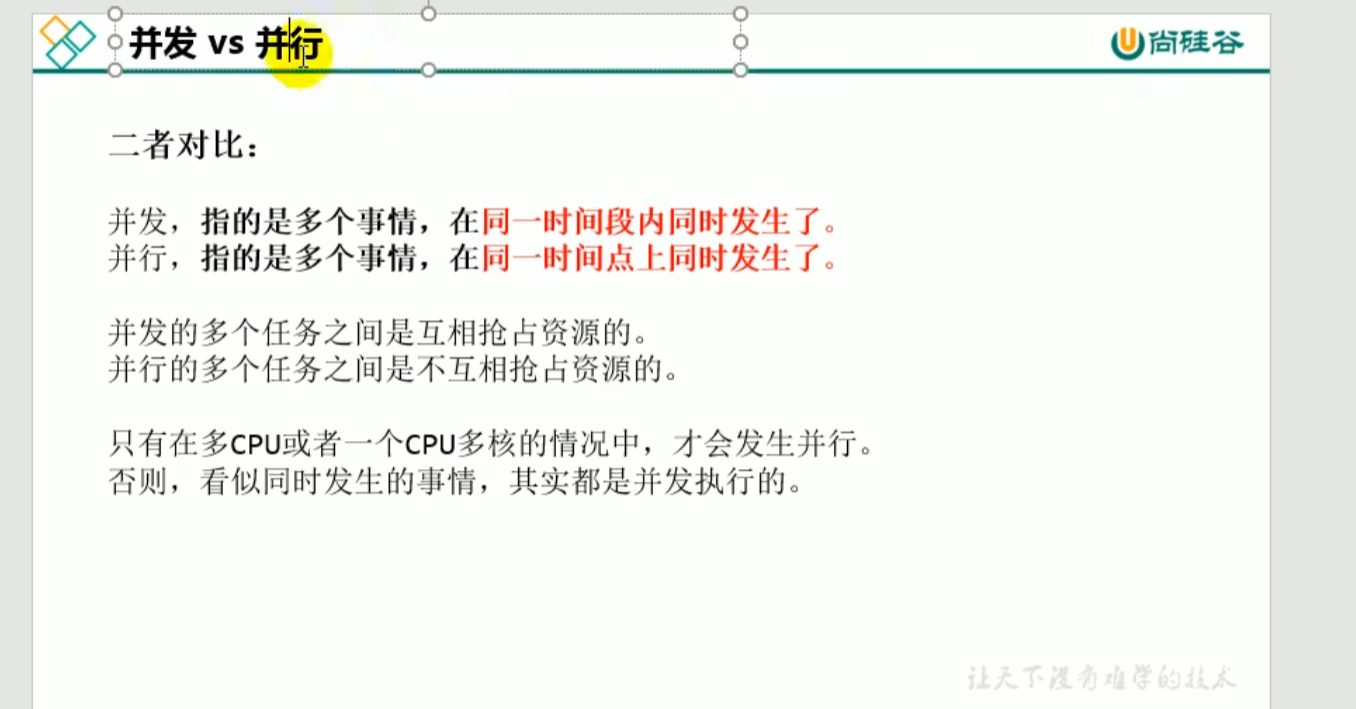 并发 vs 并行
尚硅谷
二者对比：
并发，指的是多个事情，在同一时间段内同时发生了。
并行，指的是多个事情，在同一时间点上同时发生了。
并发的多个任务之间是互相抢占资源的。
并行的多个任务之间是不互相抢占资源的。
只有在多CPU或者一个CPU多核的情况中，才会发生并行。
否则，看似同时发生的事情，其实都是并发执行的。
让天下没有难学的技术